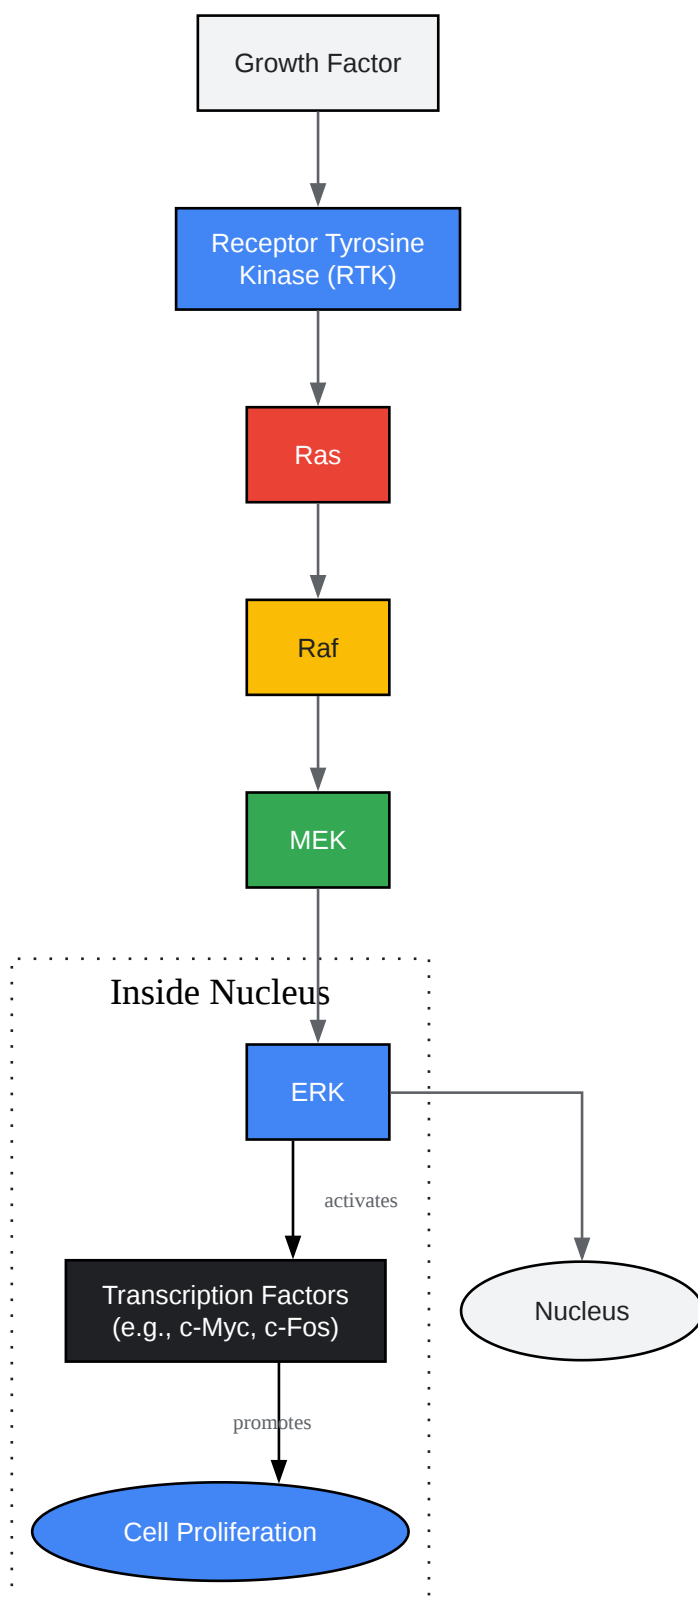 Growth Factor
Receptor Tyrosine
Kinase (RTK)
Ras
Raf
MEK
Inside Nucleus
ERK
activates
Transcription Factors
(e.g., c-Myc, c-Fos)
Nucleus
promotes
Cell Proliferation